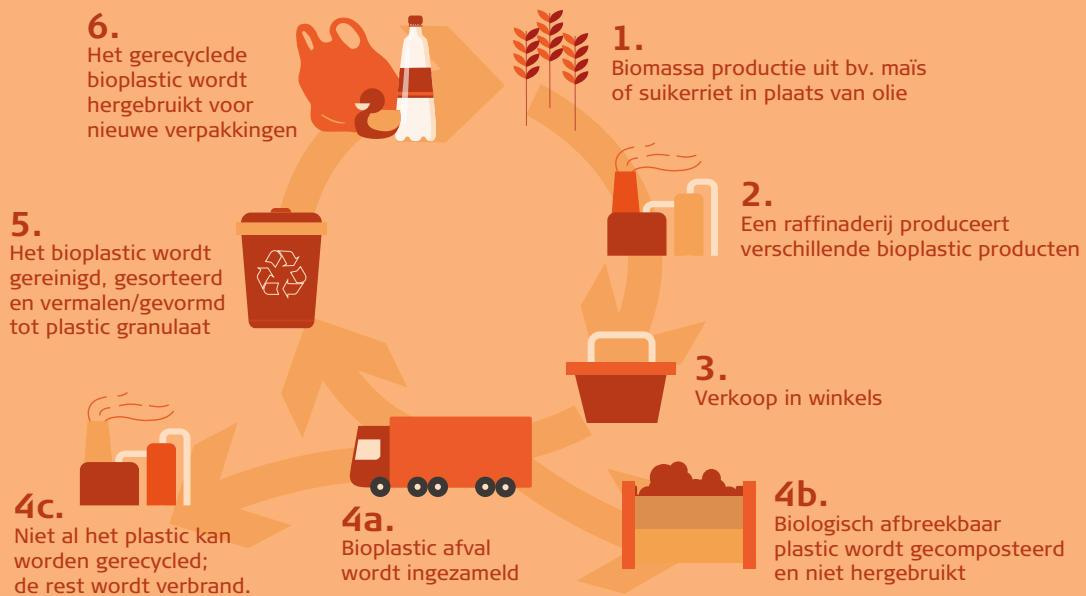 1.
Biomassa productie uit bv. maïs
of suikerriet in plaats van olie
2.
Een raffinaderij produceert
verschillende bioplastic producten
3.
Verkoop in winkels
4a.
Bioplastic afval
wordt ingezameld
4b.
Biologisch afbreekbaar
plastic wordt gecomposteerd
en niet hergebruikt
4c.
Niet al het plastic kan
worden gerecycled;
de rest wordt verbrand.
5.
Het bioplastic wordt
gereinigd, gesorteerd
en vermalen/gevormd
tot plastic granulaat
6.
Het gerecyclede
bioplastic wordt
hergebruikt voor
nieuwe verpakkingen